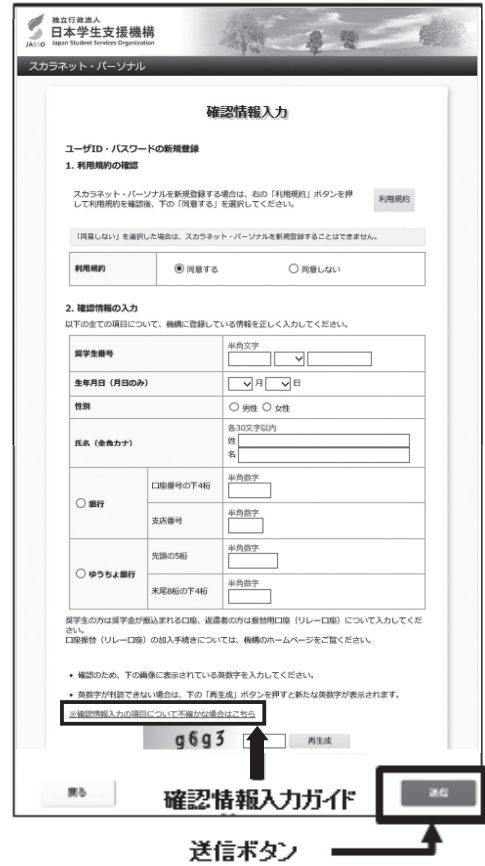 独立行政法人
日本学生支援機構
JASSO Japan Student Services Organization
スカラネット・パーソナル
確認情報入力
ユーザID・パスワードの新規登録
1. 利用規約の確認
スカラネット・パーソナルを新規登録する場合は、右の「利用規約」ボタンを押
して利用規約を確認後、下の「同意する」を選択してください。
利用規約
「同意しない」を選択した場合は、スカラネット・パーソナルを新規登録することはできません。
利用規約
同意する
同意しない
2. 確認情報の入力
以下の全ての項目について、機構に登録している情報を正しく入力してください。
奨学生番号
半角文字
生年月日（月日のみ）
月
日
性別
男性 女性
氏名（全角カナ）
各30文字以内
姓
名
銀行
口座番号の下4桁
半角数字
支店番号
半角数字
ゆうちょ銀行
先頭の5桁
半角数字
末尾8桁の下4桁
半角数字
奨学生の方は奨学金が振込まれる口座、返還者の方は振替用口座（リレー口座）について入力してくだ
さい。
口座振替（リレー口座）の加入手続きについては、機構のホームページをご覧ください。
• 確認のため、下の画像に表示されている英数字を入力してください。
• 英数字が判読できない場合は、下の「再生成」ボタンを押すと新たな英数字が表示されます。
※確認情報入力の項目について不確かな場合はこちら
g6g3
再生成
戻る
確認情報入力ガイド
送信
送信ボタン